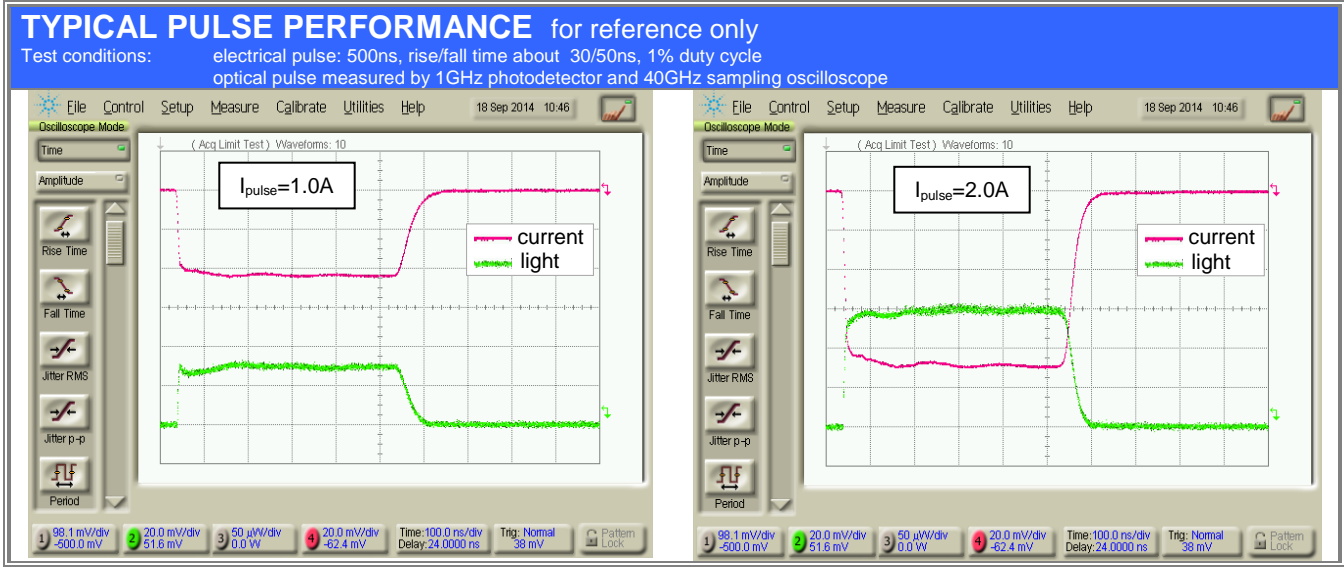 TYPICAL PULSE PERFORMANCE for reference only
Test conditions: electrical pulse: 500ns, rise/fall time about 30/50ns, 1% duty cycle
optical pulse measured by 1GHz photodetector and 40GHz sampling oscilloscope
File Control Setup Measure Calibrate Utilities Help 18 Sep 2014 10:46
Oscilloscope Mode
Time
(Acq Limit Test) Waveforms: 10
Amplitude
Ipulse=1.0A
Rise Time
current
light
Fall Time
Jitter RMS
Jitter p-p
Period
1) 98.1 mV/div 2) 20.0 mV/div 3) 50 µW/div 4) 20.0 mV/div Time:100.0 ns/div Trig: Normal Pattern
-500.0 mV 51.6 mV 0.0 W -62.4 mV Delay:24.0000 ns 38 mV Lock
File Control Setup Measure Calibrate Utilities Help 18 Sep 2014 10:46
Oscilloscope Mode
Time
(Acq Limit Test) Waveforms: 10
Amplitude
Ipulse=2.0A
Rise Time
current
light
Fall Time
Jitter RMS
Jitter p-p
Period
1) 98.1 mV/div 2) 20.0 mV/div 3) 50 µW/div 4) 20.0 mV/div Time:100.0 ns/div Trig: Normal Pattern
-500.0 mV 51.6 mV 0.0 W -62.4 mV Delay:24.0000 ns 38 mV Lock